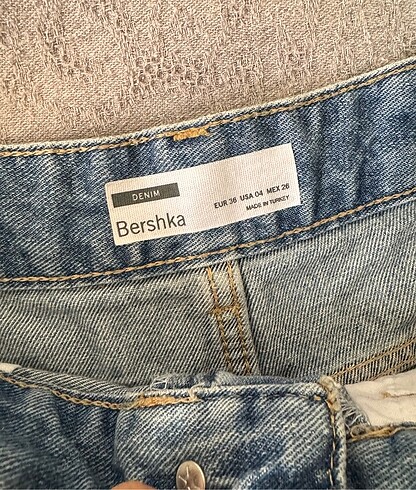 DENIM
EUR 36 USA 04 MEX 26
MADE IN TURKEY
Bershka